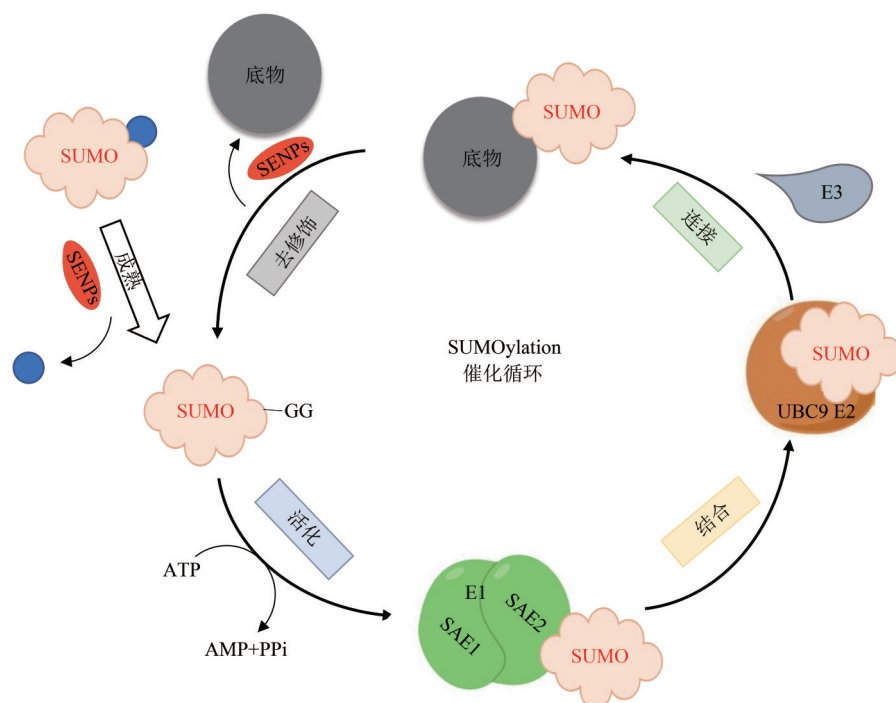 底物
SUMO
SENPs
SUMO
底物
E3
去修饰
连接
SENPs
成熟
SUMOylation
催化循环
SUMO
UBC9 E2
SUMO
GG
活化
结合
ATP
E1
SAE1
SAE2
AMP+PPi
SUMO